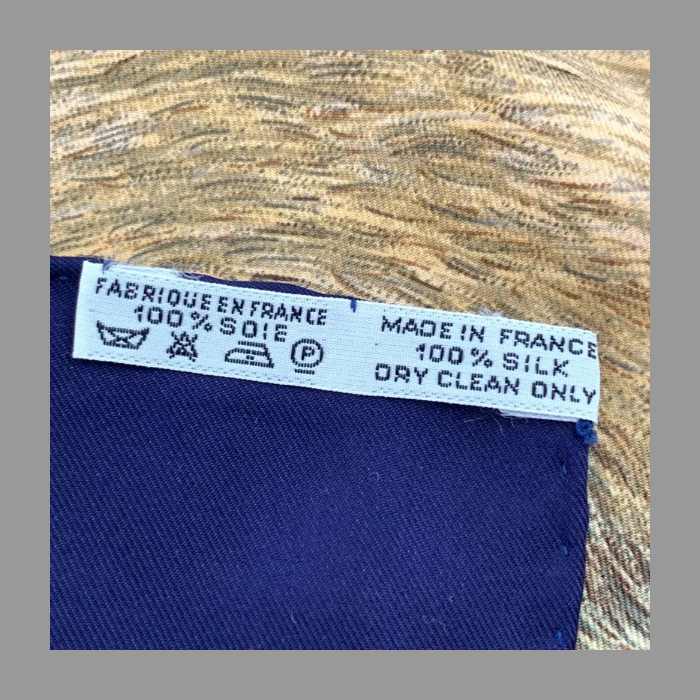 FABRIQUE EN FRANCE
100% SOIE
P
MADE IN FRANCE
100% SILK
DRY CLEAN ONLY